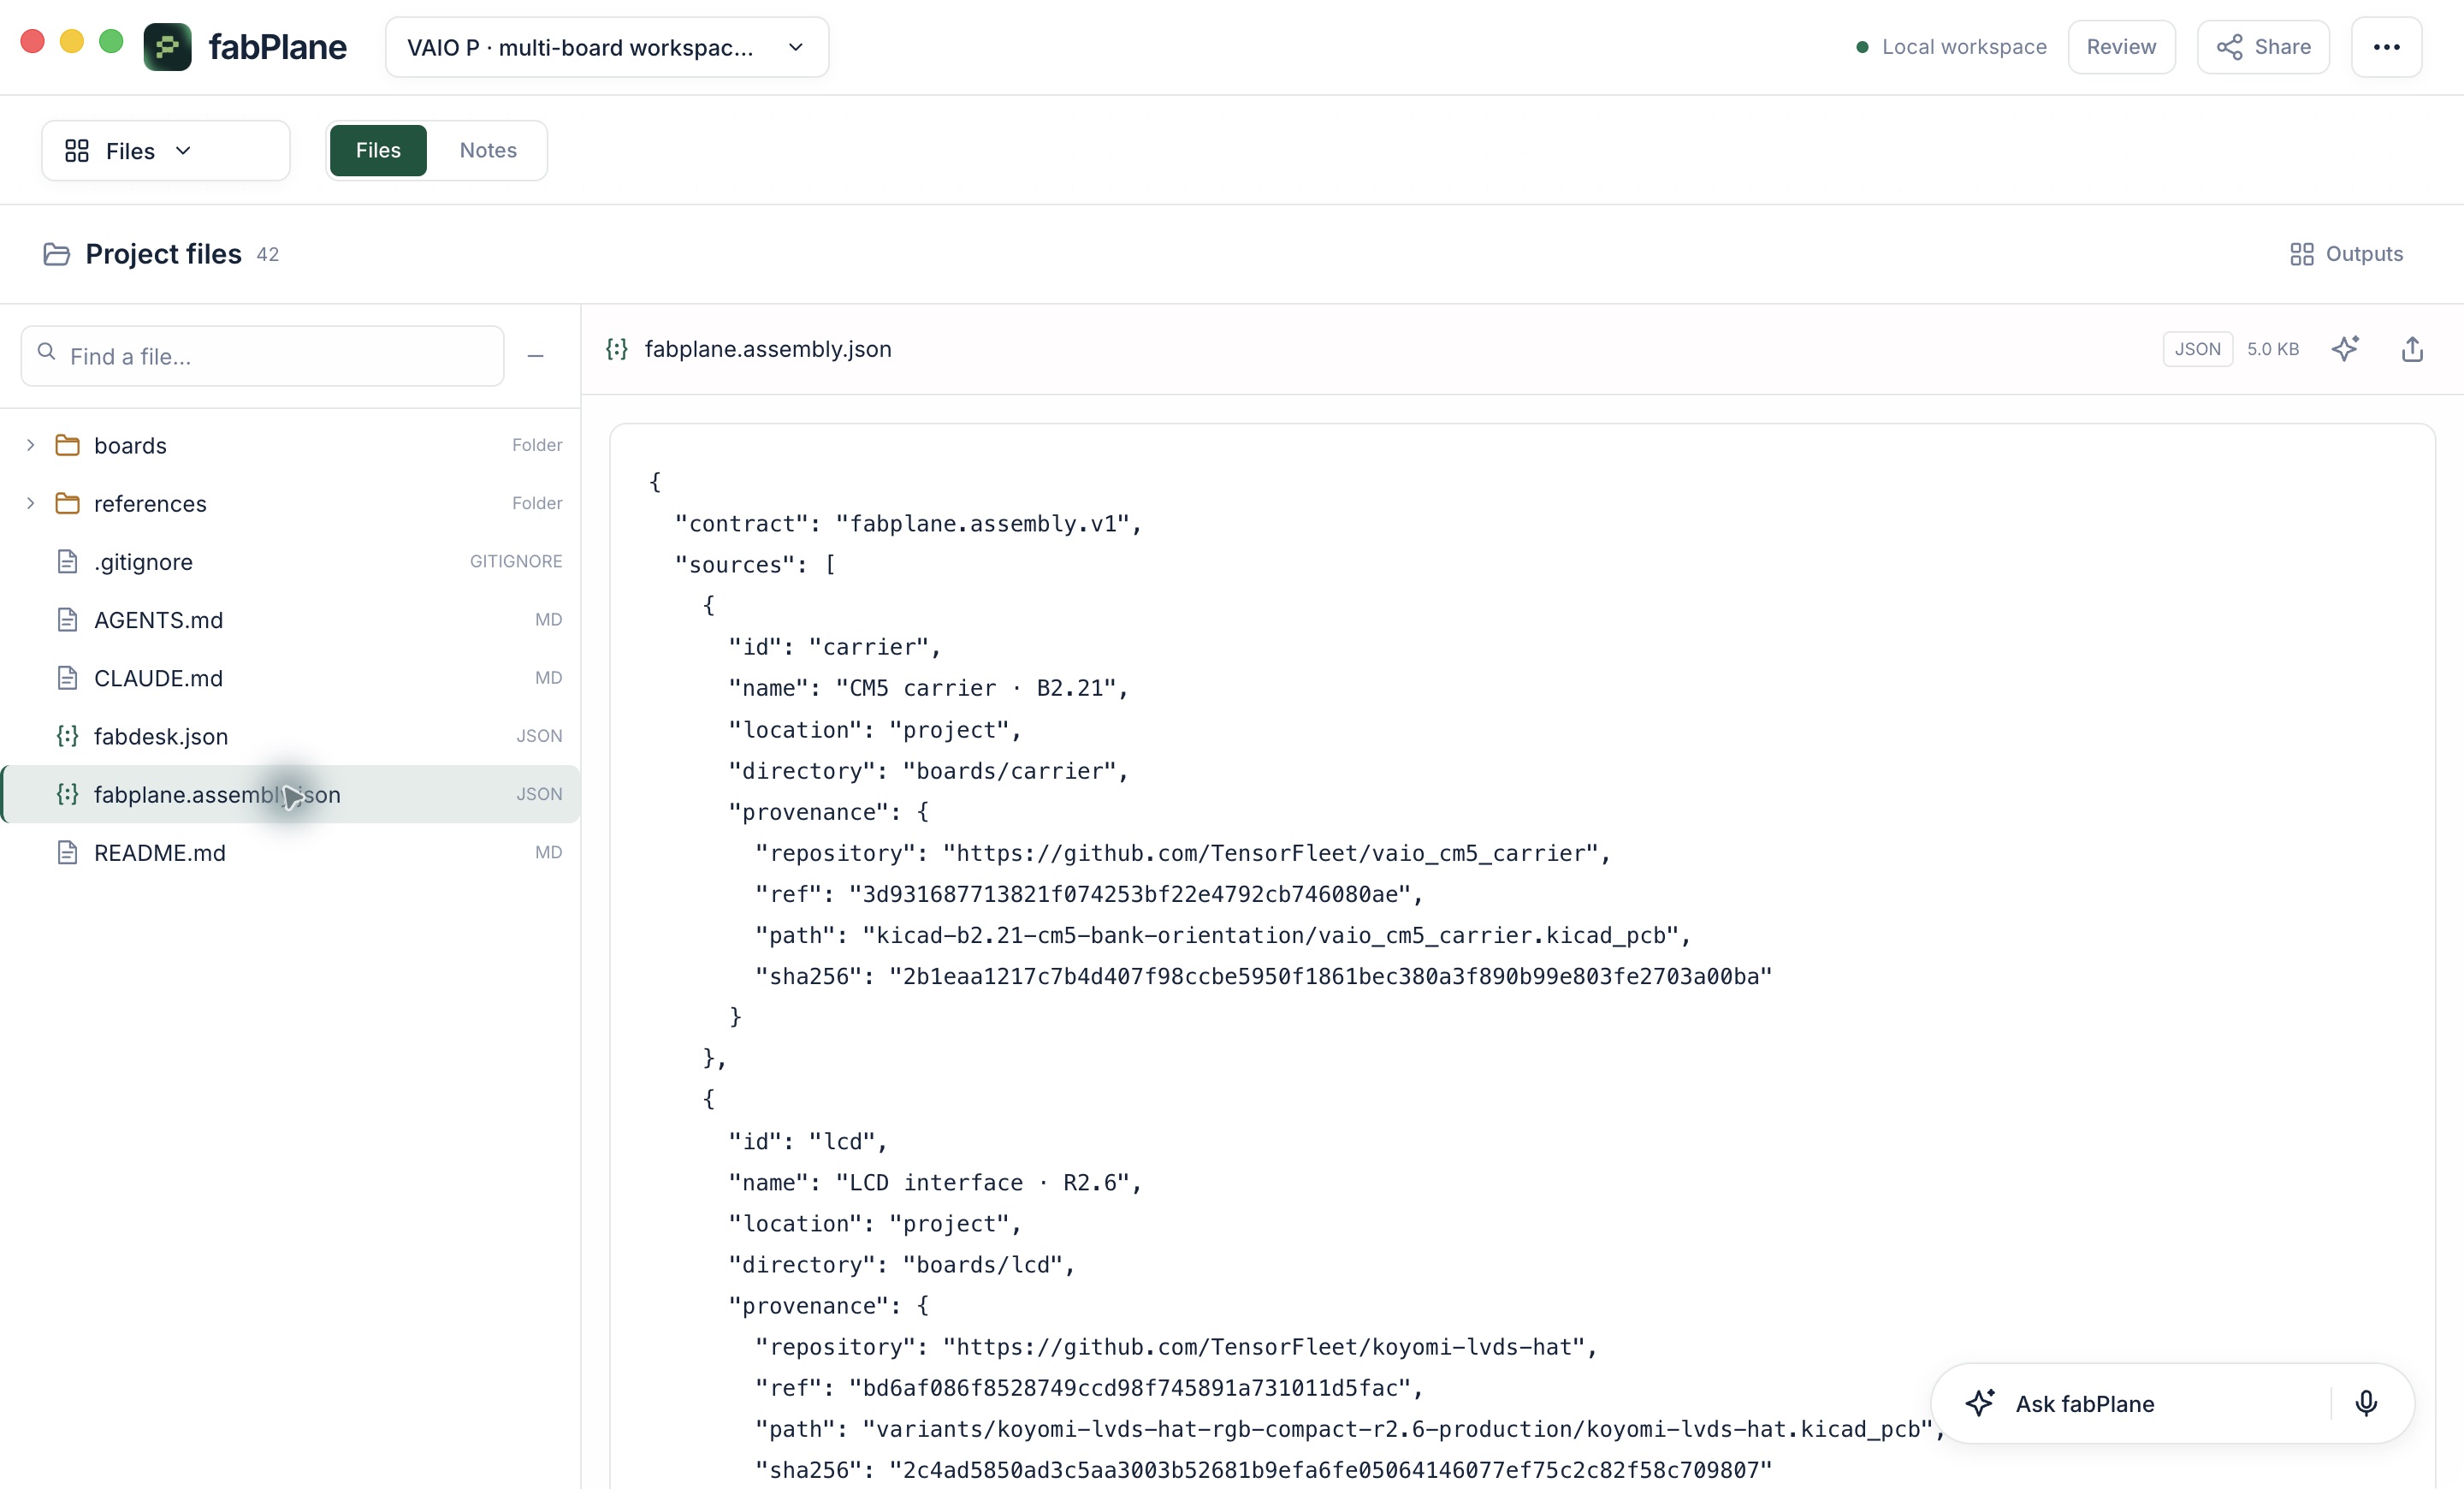 fabPlane
VAIO P · multi-board workspac...
Local workspace
Review
Share
Files
Files
Notes
Project files 42
Outputs
Find a file...
fabplane.assembly.json
JSON
5.0 KB
boards Folder
references Folder
.gitignore GITIGNORE
AGENTS.md MD
CLAUDE.md MD
fabdesk.json JSON
fabplane.assembly.json JSON
README.md MD
{
"contract": "fabplane.assembly.v1",
"sources": [
{
"id": "carrier",
"name": "CM5 carrier · B2.21",
"location": "project",
"directory": "boards/carrier",
"provenance": {
"repository": "https://github.com/TensorFleet/vaio_cm5_carrier",
"ref": "3d931687713821f074253bf22e4792cb746080ae",
"path": "kicad-b2.21-cm5-bank-orientation/vaio_cm5_carrier.kicad_pcb",
"sha256": "2b1eaa1217c7b4d407f98ccbe5950f1861bec380a3f890b99e803fe2703a00ba"
}
},
{
"id": "lcd",
"name": "LCD interface · R2.6",
"location": "project",
"directory": "boards/lcd",
"provenance": {
"repository": "https://github.com/TensorFleet/koyomi-lvds-hat",
"ref": "bd6af086f8528749ccd98f745891a731011d5fac",
"path": "variants/koyomi-lvds-hat-rgb-compact-r2.6-production/koyomi-lvds-hat.kicad_pcb",
"sha256": "2c4ad5850ad3c5aa3003b52681b9efa6fe05064146077ef75c2c82f58c709807"
Ask fabPlane